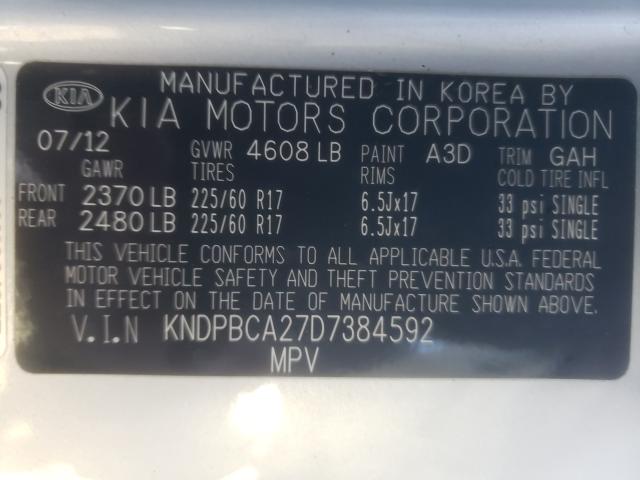 MANUFACTURED IN KOREA BY
KIA KIA MOTORS CORPORATION
07/12 GVWR 4608 LB PAINT A3D TRIM GAH
GAWR TIRES RIMS COLD TIRE INFL
FRONT 2370 LB 225/60 R17 6.5Jx17 33 psi SINGLE
REAR 2480 LB 225/60 R17 6.5Jx17 33 psi SINGLE
THIS VEHICLE CONFORMS TO ALL APPLICABLE U.S.A. FEDERAL
MOTOR VEHICLE SAFETY AND THEFT PREVENTION STANDARDS
IN EFFECT ON THE DATE OF MANUFACTURE SHOWN ABOVE.
V.I.N KNDPBCA27D7384592
MPV